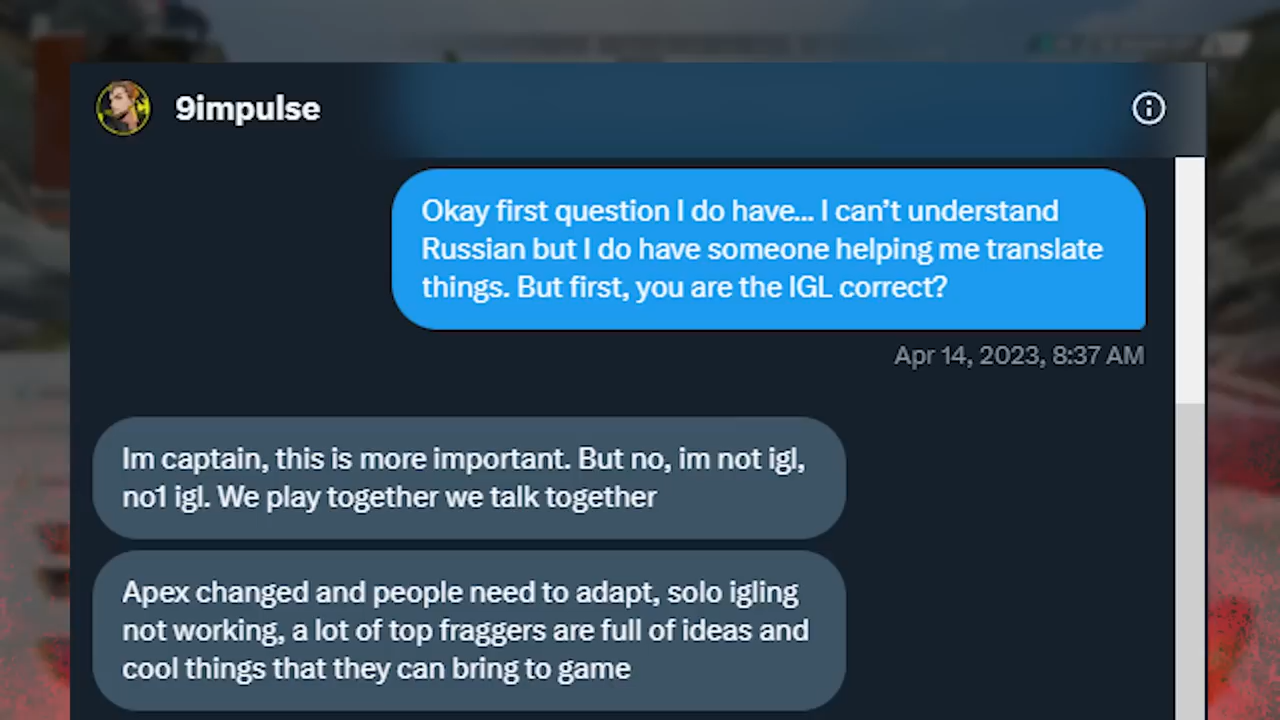 9impulse
Okay first question I do have... I can't understand
Russian but I do have someone helping me translate
things. But first, you are the IGL correct?
Apr 14, 2023, 8:37 AM
Im captain, this is more important. But no, im not igl,
no1 igl. We play together we talk together
Apex changed and people need to adapt, solo igling
not working, a lot of top fraggers are full of ideas and
cool things that they can bring to game